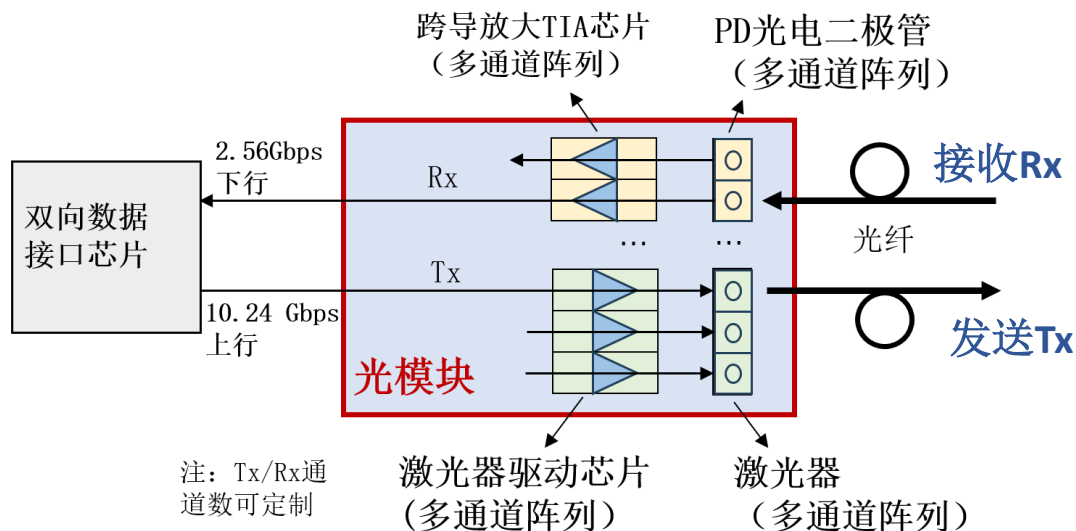 跨导放大TIA芯片
（多通道阵列）
PD光电二极管
（多通道阵列）
2.56Gbps
下行
Rx
接收Rx
双向数据
接口芯片
光纤
...
...
Tx
10.24 Gbps
上行
发送Tx
光模块
注：Tx/Rx通
道数可定制
激光器驱动芯片
(多通道阵列）
激光器
（多通道阵列）